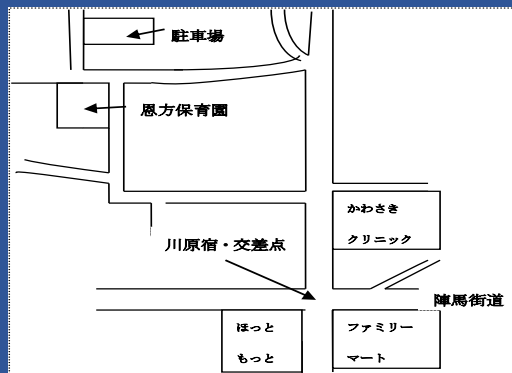 駐車場
恩方保育園
かわさき
クリニック
川原宿・交差点
陣馬街道
ほっと
もっと
ファミリー
マート